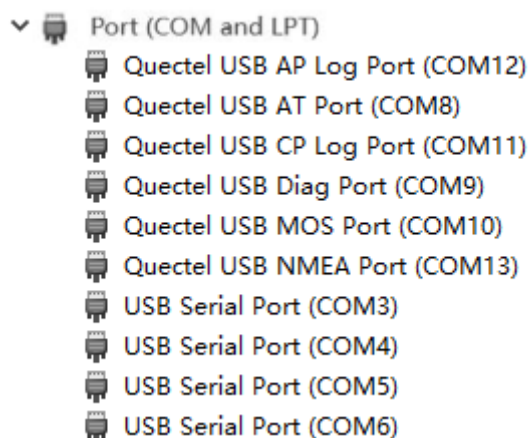 Port (COM and LPT)
Quectel USB AP Log Port (COM12)
Quectel USB AT Port (COM8)
Quectel USB CP Log Port (COM11)
Quectel USB Diag Port (COM9)
Quectel USB MOS Port (COM10)
Quectel USB NMEA Port (COM13)
USB Serial Port (COM3)
USB Serial Port (COM4)
USB Serial Port (COM5)
USB Serial Port (COM6)